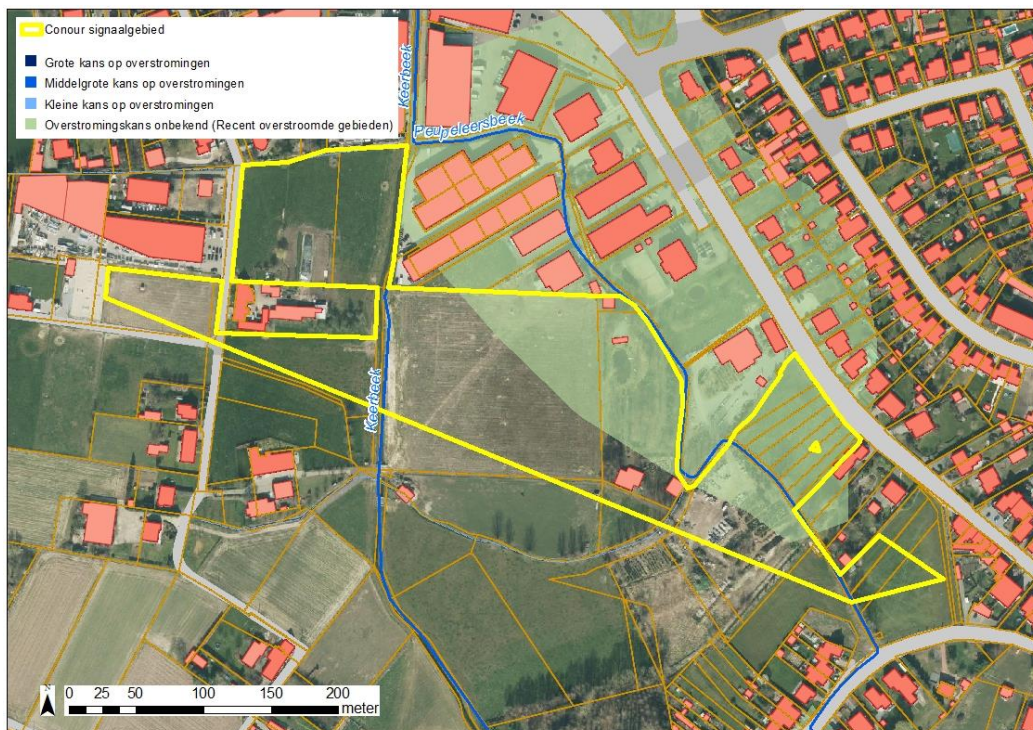 Conour signaalgebied
Grote kans op overstromingen
Middelgrote kans op overstromingen
Kleine kans op overstromingen
Overstromingskans onbekend (Recent overstroomde gebieden)
Keerbeek
Peupeleersbeek
Keerbeek
N
0 25 50 100 150 200
meter